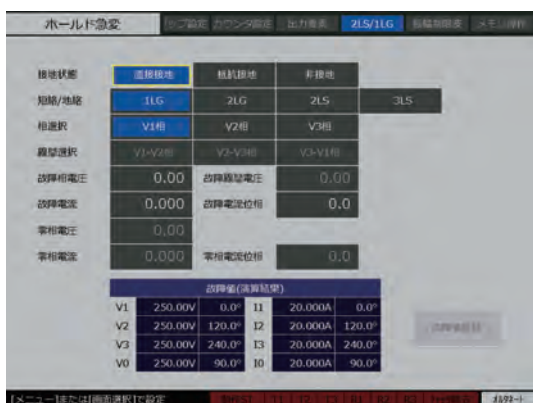 ホールド急変 カウンタ設定 出力電圧 2LS/1LG 振幅制限度 メモリ操作
接地状態 直接接地 抵抗接地 非接地
短絡/地絡 1LG 2LG 2LS 3LS
相選択 V1相 V2相 V3相
線間選択 V1-V2相 V2-V3相 V3-V1相
故障相電圧 0.00 故障線間電圧 0.00
故障電流 0.000 故障電流位相 0.0
零相電圧 0.00
零相電流 0.000 零相電流位相 0.0
故障値(演算結果)
V1 250.00V 0.0° I1 20.000A 0.0°
V2 250.00V 120.0° I2 20.000A 120.0°
V3 250.00V 240.0° I3 20.000A 240.0°
V0 250.00V 90.0° I0 20.000A 90.0°
[メニュー]または[画面選択]で設定